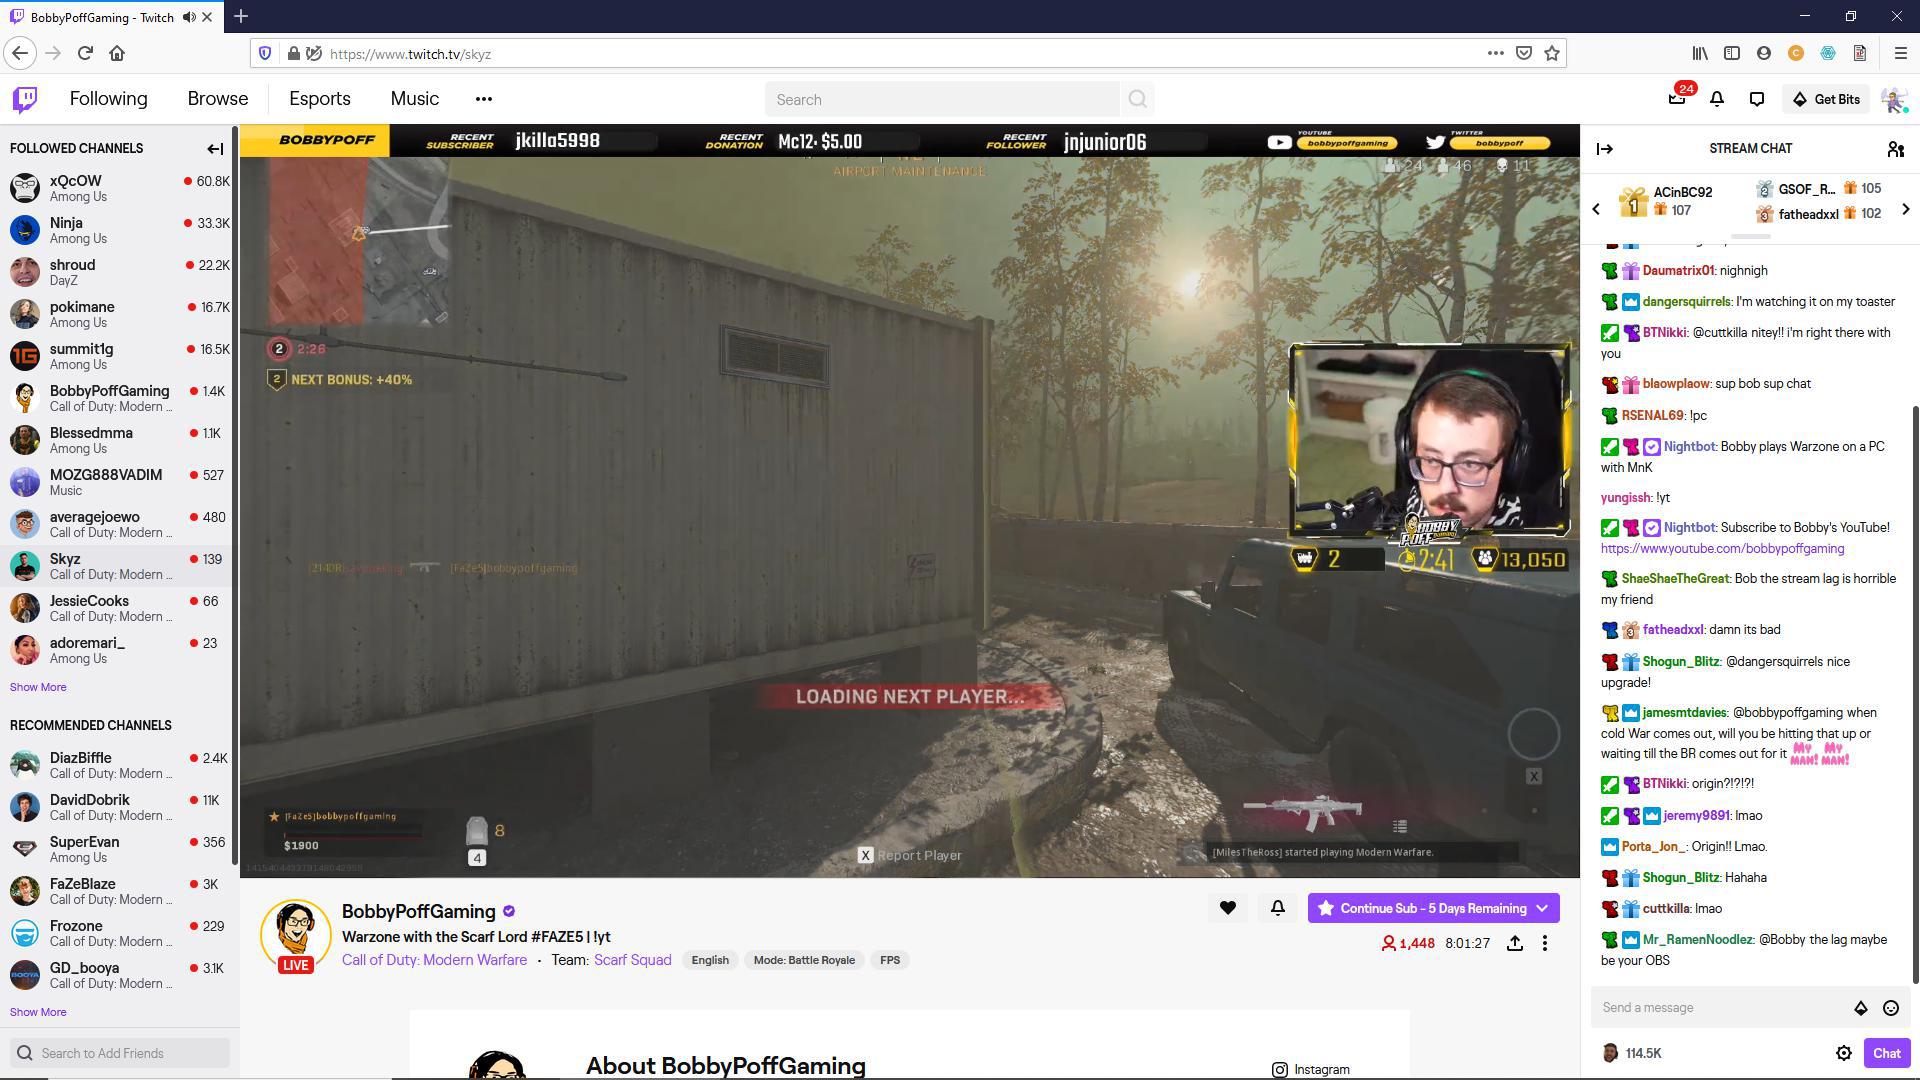 BobbyPoffGaming - Twitch
https://www.twitch.tv/skyz
Following
Browse
Esports
Music
Search
24
Get Bits
FOLLOWED CHANNELS
xQcOW
60.8K
Among Us
Ninja
33.3K
Among Us
shroud
22.2K
DayZ
pokimane
16.7K
Among Us
summit1g
16.5K
Among Us
BobbyPoffGaming
1.4K
Call of Duty: Modern ...
Blessedmma
1.1K
Among Us
MOZG888VADIM
527
Music
averagejoewo
480
Call of Duty: Modern ...
Skyz
139
Call of Duty: Modern ...
JessieCooks
66
Call of Duty: Modern ...
adoremari_
23
Among Us
Show More
RECOMMENDED CHANNELS
DiazBiffle
2.4K
Call of Duty: Modern ...
DavidDobrik
11K
Call of Duty: Modern ...
SuperEvan
356
Among Us
FaZeBlaze
3K
Call of Duty: Modern ...
Frozone
229
Call of Duty: Modern ...
GD_booya
3.1K
Call of Duty: Modern ...
Show More
Search to Add Friends
BOBBYPOFF
RECENT SUBSCRIBER
jkilla5998
RECENT DONATION
Mc12· $5.00
RECENT FOLLOWER
jnjunior06
YOUTUBE
bobbypoffgaming
TWITTER
bobbypoff
AIRPORT MAINTENANCE
24
46
11
2
2:26
2
NEXT BONUS: +40%
[FaZe5]bobbypoffgaming
BOBBY
POFF
2
2:41
13,050
LOADING NEXT PLAYER...
X
[FaZe5]bobbypoffgaming
$1900
8
4
X Report Player
[MilesTheRoss] started playing Modern Warfare.
BobbyPoffGaming
Warzone with the Scarf Lord #FAZE5 | !yt
Call of Duty: Modern Warfare · Team: Scarf Squad
English
Mode: Battle Royale
FPS
LIVE
Continue Sub - 5 Days Remaining
1,448
8:01:27
About BobbyPoffGaming
Instagram
STREAM CHAT
1
ACinBC92
107
2
GSOF_R...
105
3
fatheadxxl
102
Daumatrix01: nighnigh
dangersquirrels: I'm watching it on my toaster
BTNikki: @cuttkilla nitey!! i'm right there with
you
blaowplaow: sup bob sup chat
RSENAL69: !pc
Nightbot: Bobby plays Warzone on a PC
with MnK
yungissh: !yt
Nightbot: Subscribe to Bobby's YouTube!
https://www.youtube.com/bobbypoffgaming
ShaeShaeTheGreat: Bob the stream lag is horrible
my friend
fatheadxxl: damn its bad
Shogun_Blitz: @dangersquirrels nice
upgrade!
jamesmtdavies: @bobbypoffgaming when
cold War comes out, will you be hitting that up or
waiting till the BR comes out for it MY MAN! MY MAN!
BTNikki: origin?!?!?!
jeremy9891: lmao
Porta_Jon_: Origin!! Lmao.
Shogun_Blitz: Hahaha
cuttkilla: lmao
Mr_RamenNoodlez: @Bobby the lag maybe
be your OBS
Send a message
114.5K
Chat